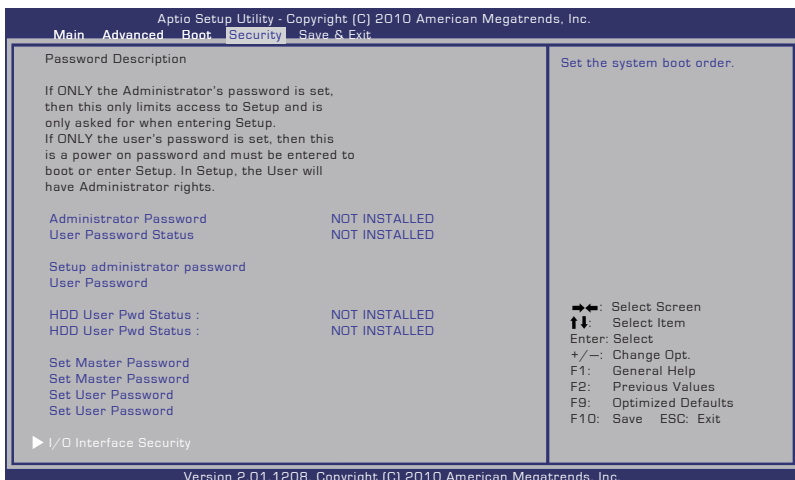 Aptio Setup Utility - Copyright (C) 2010 American Megatrends, Inc.
Main Advanced Boot Security Save & Exit
Password Description
If ONLY the Administrator's password is set,
then this only limits access to Setup and is
only asked for when entering Setup.
If ONLY the user's password is set, then this
is a power on password and must be entered to
boot or enter Setup. In Setup, the User will
have Administrator rights.
Administrator Password NOT INSTALLED
User Password Status NOT INSTALLED
Setup administrator password
User Password
HDD User Pwd Status : NOT INSTALLED
HDD User Pwd Status : NOT INSTALLED
Set Master Password
Set Master Password
Set User Password
Set User Password
I/O Interface Security
Set the system boot order.
→←: Select Screen
↑↓: Select Item
Enter: Select
+/—: Change Opt.
F1: General Help
F2: Previous Values
F9: Optimized Defaults
F10: Save ESC: Exit
Version 2.01.1208. Copyright (C) 2010 American Megatrends, Inc.